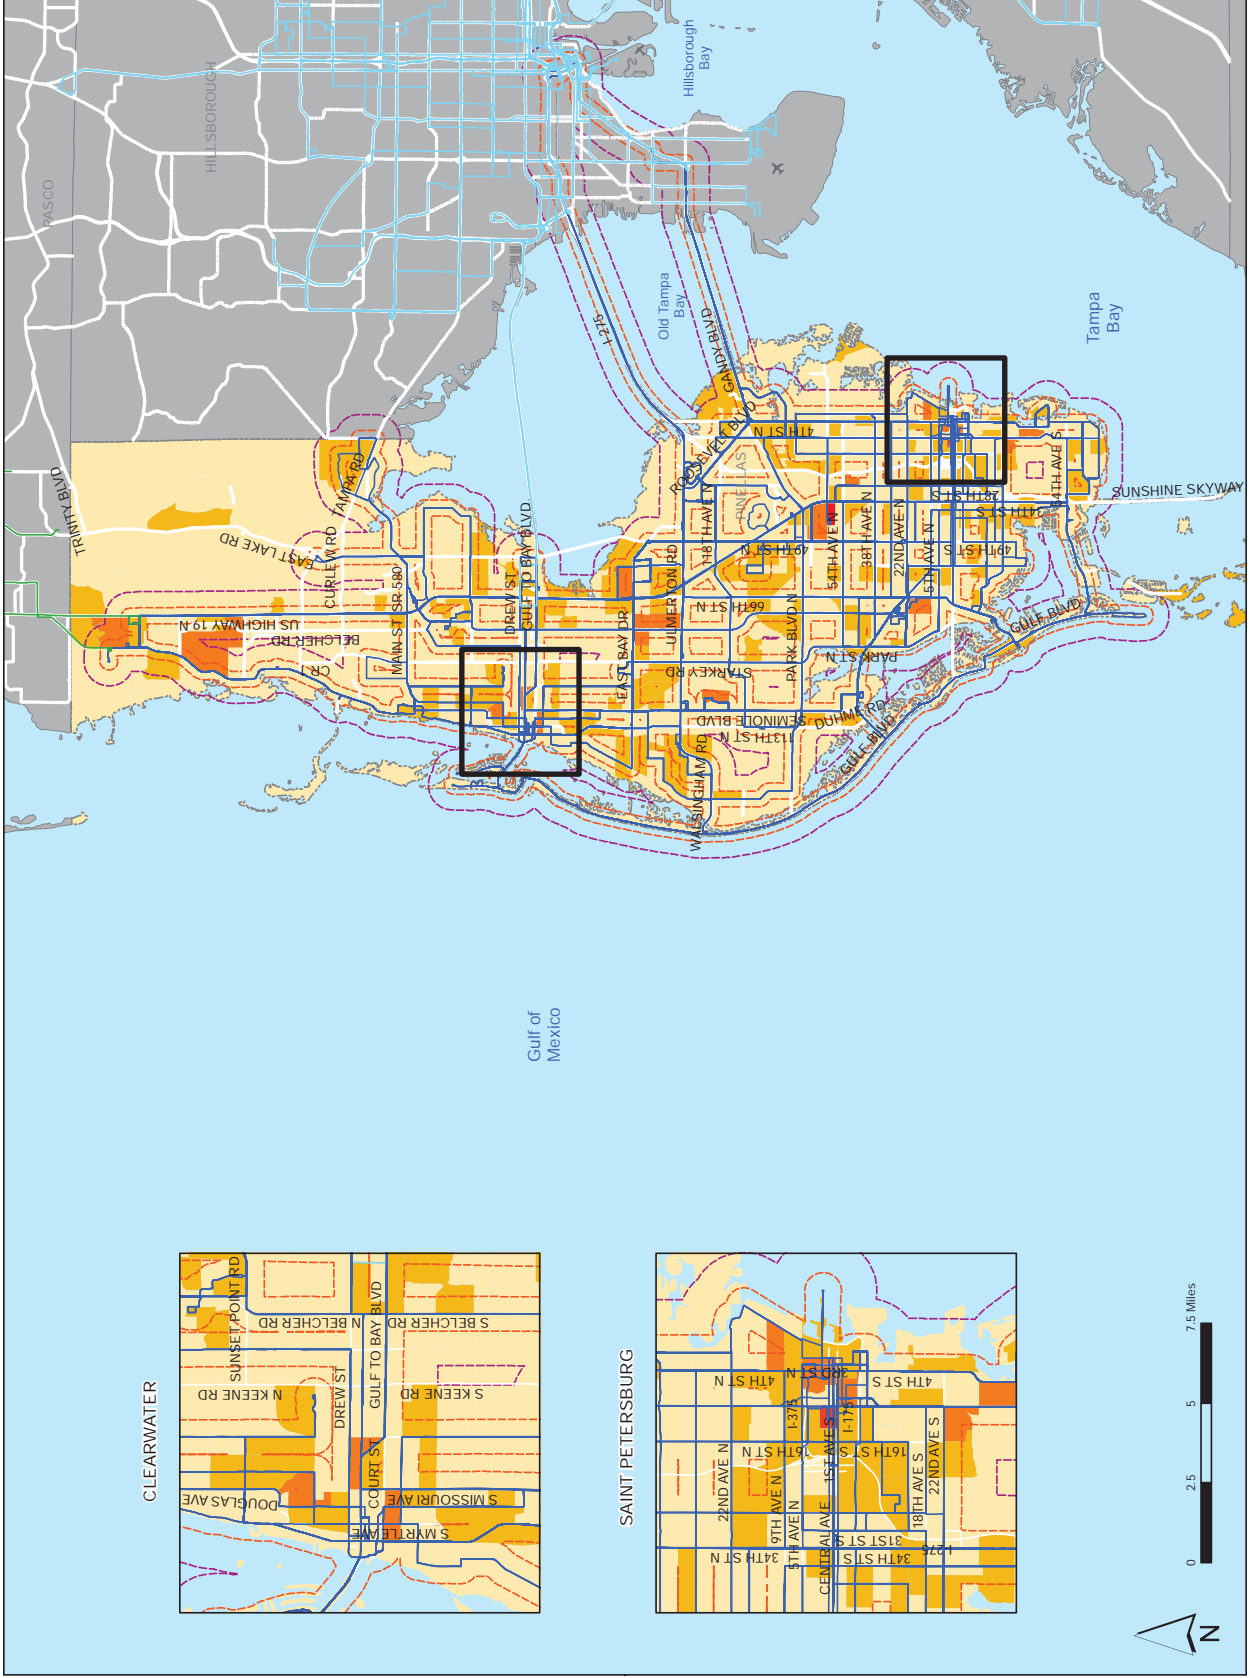 PASCO
HILLSBOROUGH
Hillsborough
Bay
Old Tampa
Bay
Tampa
Bay
Gulf of
Mexico
PINELLAS
TRINITY BLVD
EAST LAKE RD
TAMPA RD
CURLEW RD
US HIGHWAY 19 N
BELCHER RD
CR 1
MAIN ST
SR 580
DREW ST
GULF TO BAY BLVD
EAST BAY DR
ULMERTON RD
WALSINGHAM RD
118TH AVE N
ROOSEVELT BLVD
I-275
GANDY BLVD
4TH ST N
49TH ST N
66TH ST N
STARKEY RD
SEMINOLE BLVD
113TH ST N
PARK BLVD N
DUHME RD
PARK ST N
GULF BLVD
GULF BLVD
54TH AVE N
38TH AVE N
22ND AVE N
5TH AVE N
28TH ST S
34TH ST S
49TH ST S
54TH AVE S
SUNSHINE SKYWAY
CLEARWATER
SUNSET POINT RD
N BELCHER RD
S BELCHER RD
N KEENE RD
S KEENE RD
DREW ST
GULF TO BAY BLVD
COURT ST
DOUGLAS AVE
S MISSOURI AVE
S MYRTLE AVE
SAINT PETERSBURG
4TH ST N
3RD ST N
4TH ST S
I-375
I-175
22ND AVE N
16TH ST N
16TH ST S
1ST AVE S
9TH AVE N
5TH AVE N
CENTRAL AVE
18TH AVE S
22ND AVE S
31ST ST S
34TH ST N
34TH ST S
I-275
0
2.5
5
7.5 Miles
N